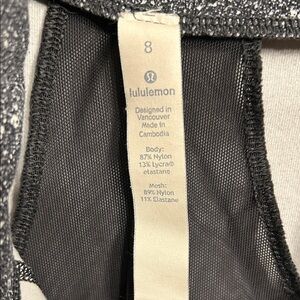 8
lululemon
Designed in
Vancouver
Made in
Cambodia
Body:
87% Nylon
13% Lycra®
elastane
Mesh:
89% Nylon
11% Elastane